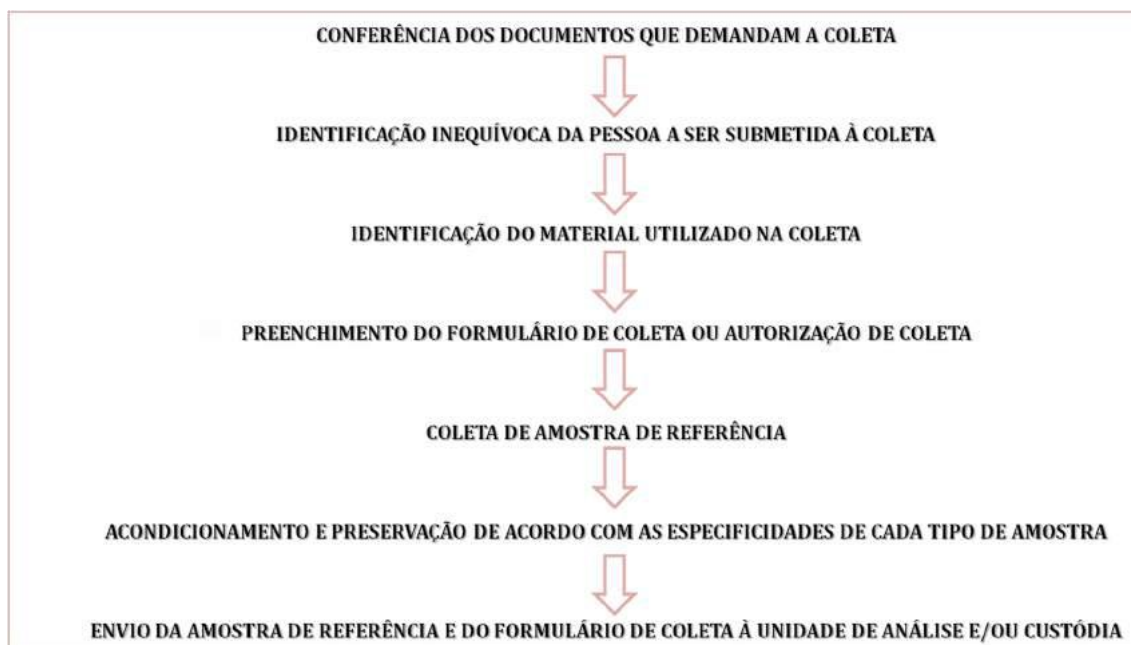 CONFERÊNCIA DOS DOCUMENTOS QUE DEMANDAM A COLETA
IDENTIFICAÇÃO INEQUÍVOCA DA PESSOA A SER SUBMETIDA À COLETA
IDENTIFICAÇÃO DO MATERIAL UTILIZADO NA COLETA
PREENCHIMENTO DO FORMULÁRIO DE COLETA OU AUTORIZAÇÃO DE COLETA
COLETA DE AMOSTRA DE REFERÊNCIA
ACONDICIONAMENTO E PRESERVAÇÃO DE ACORDO COM AS ESPECIFICIDADES DE CADA TIPO DE AMOSTRA
ENVIO DA AMOSTRA DE REFERÊNCIA E DO FORMULÁRIO DE COLETA À UNIDADE DE ANÁLISE E/OU CUSTÓDIA